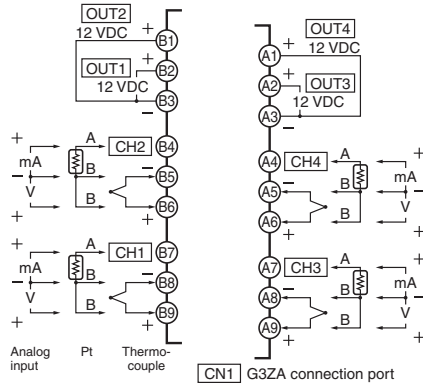 OUT2
12 VDC
+
B1
OUT1
+
B2
12 VDC
B3
−
CH2
A
B4
+
mA
−
B
−
B5
V
B
+
B6
+
CH1
A
B7
+
mA
−
B
−
B8
V
B
+
B9
+
Analog input
Pt
Thermo-
couple
OUT4
+
12 VDC
A1
+
OUT3
A2
12 VDC
A3
−
A4
CH4
A
+
mA
A5
−
B
−
V
A6
B
+
+
A7
CH3
A
+
mA
A8
−
B
−
V
A9
B
+
+
CN1 G3ZA connection port